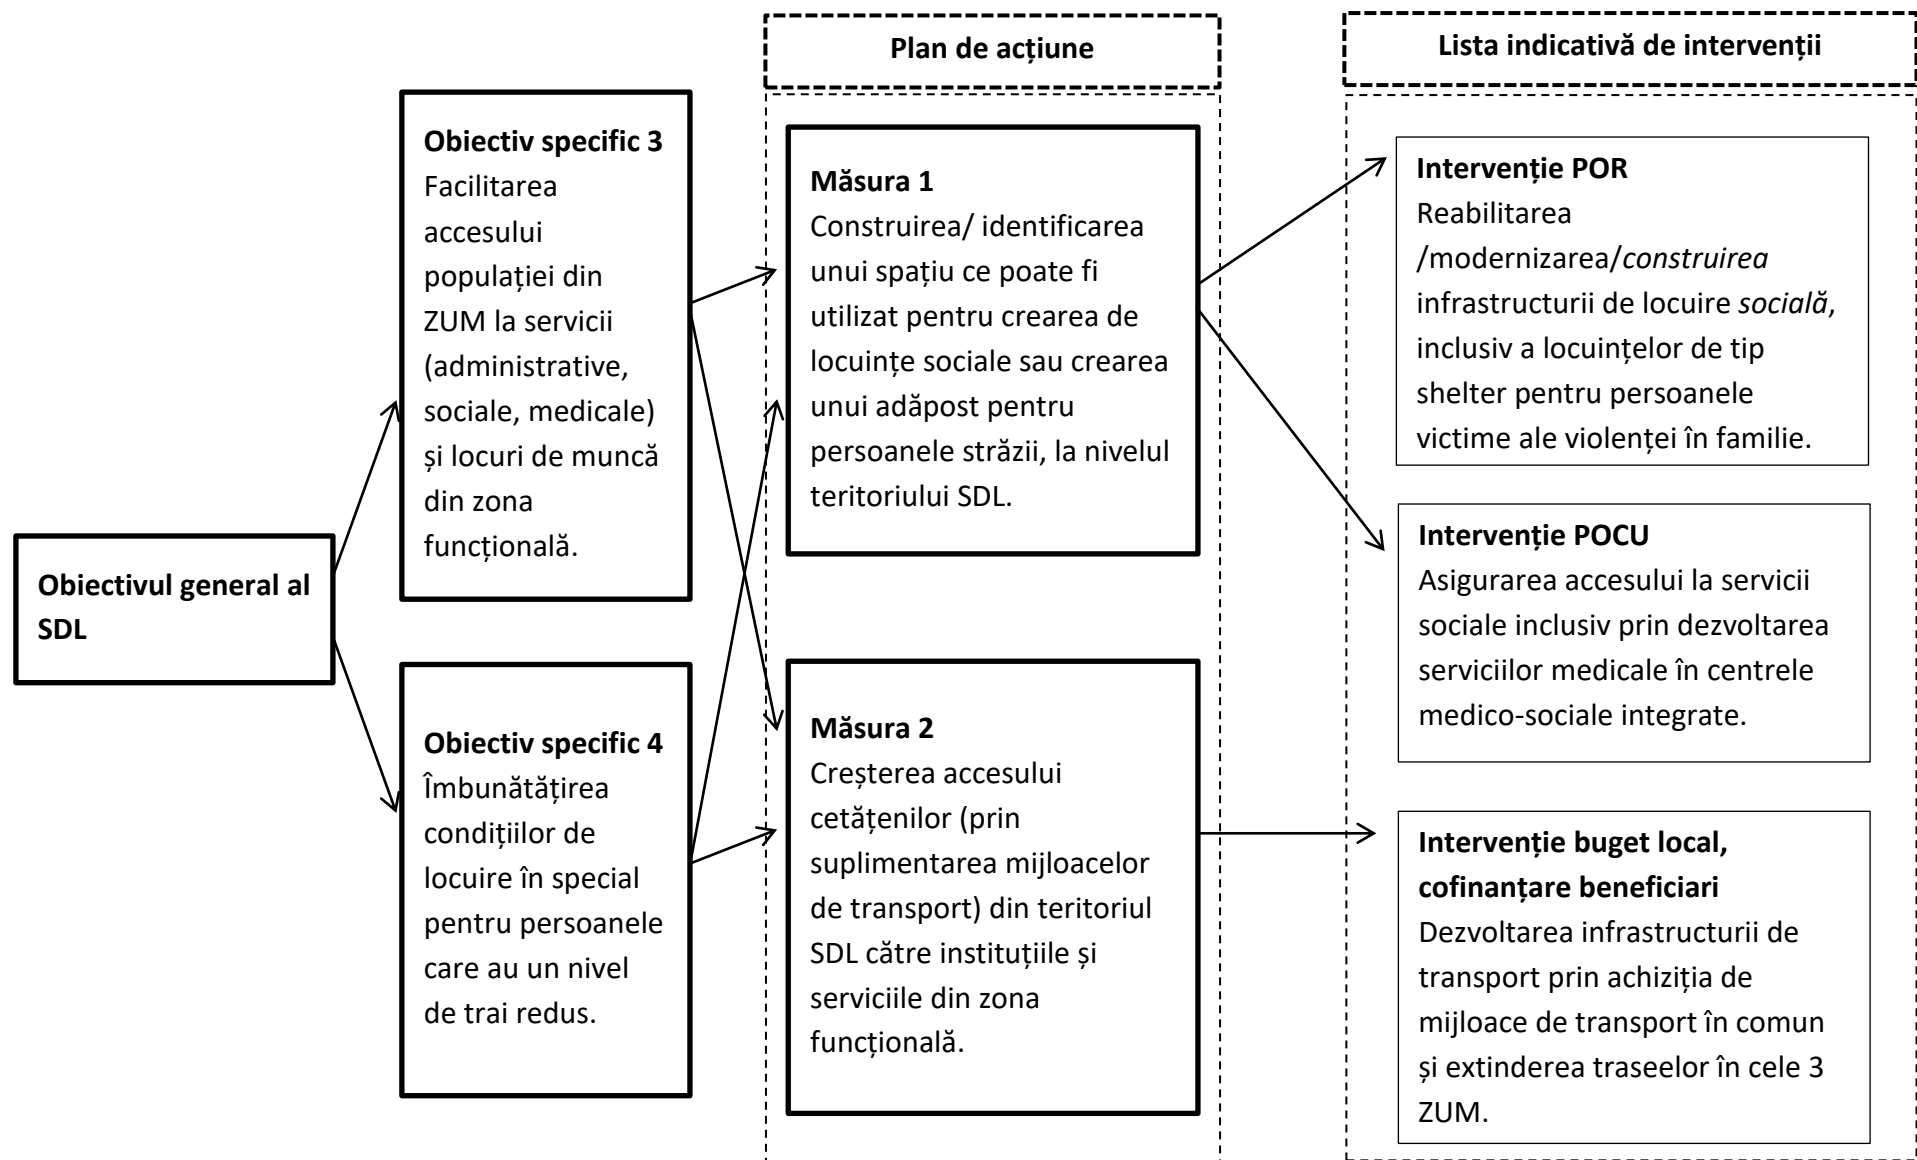 Plan de acțiune
Lista indicativă de intervenții
Obiectivul general al
SDL
Obiectiv specific 3
Facilitarea
accesului
populației din
ZUM la servicii
(administrative,
sociale, medicale)
și locuri de muncă
din zona
funcțională.
Obiectiv specific 4
Îmbunătățirea
condițiilor de
locuire în special
pentru persoanele
care au un nivel
de trai redus.
Măsura 1
Construirea/ identificarea
unui spațiu ce poate fi
utilizat pentru crearea de
locuințe sociale sau crearea
unui adăpost pentru
persoanele străzii, la nivelul
teritoriului SDL.
Măsura 2
Creșterea accesului
cetățenilor (prin
suplimentarea mijloacelor
de transport) din teritoriul
SDL către instituțiile și
serviciile din zona
funcțională.
Intervenție POR
Reabilitarea
/modernizarea/construirea
infrastructurii de locuire socială,
inclusiv a locuințelor de tip
shelter pentru persoanele
victime ale violenței în familie.
Intervenție POCU
Asigurarea accesului la servicii
sociale inclusiv prin dezvoltarea
serviciilor medicale în centrele
medico-sociale integrate.
Intervenție buget local,
cofinanțare beneficiari
Dezvoltarea infrastructurii de
transport prin achiziția de
mijloace de transport în comun
și extinderea traseelor în cele 3
ZUM.